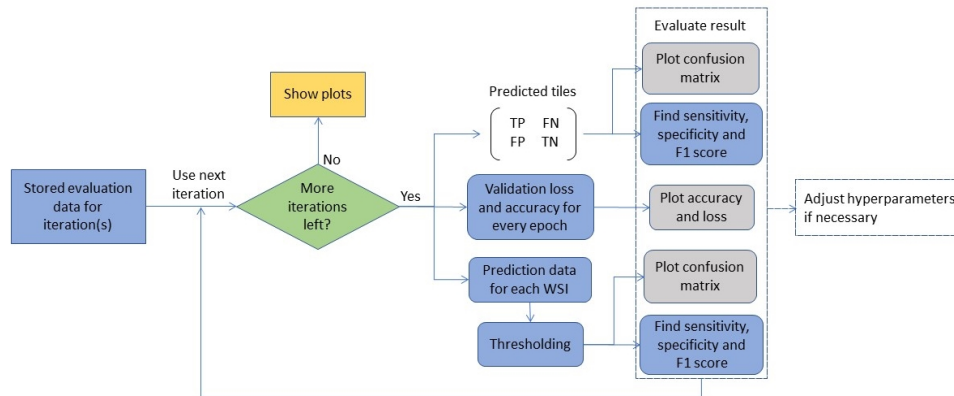 Evaluate result
Plot confusion
matrix
Predicted tiles
Show plots
TP FN
FP TN
Find sensitivity,
specificity and
F1 score
No
Use next
iteration
Stored evaluation
data for
iteration(s)
More
iterations
left?
Yes
Validation loss
and accuracy for
every epoch
Plot accuracy
and loss
Adjust hyperparameters
if necessary
Prediction data
for each WSI
Plot confusion
matrix
Thresholding
Find sensitivity,
specificity and
F1 score